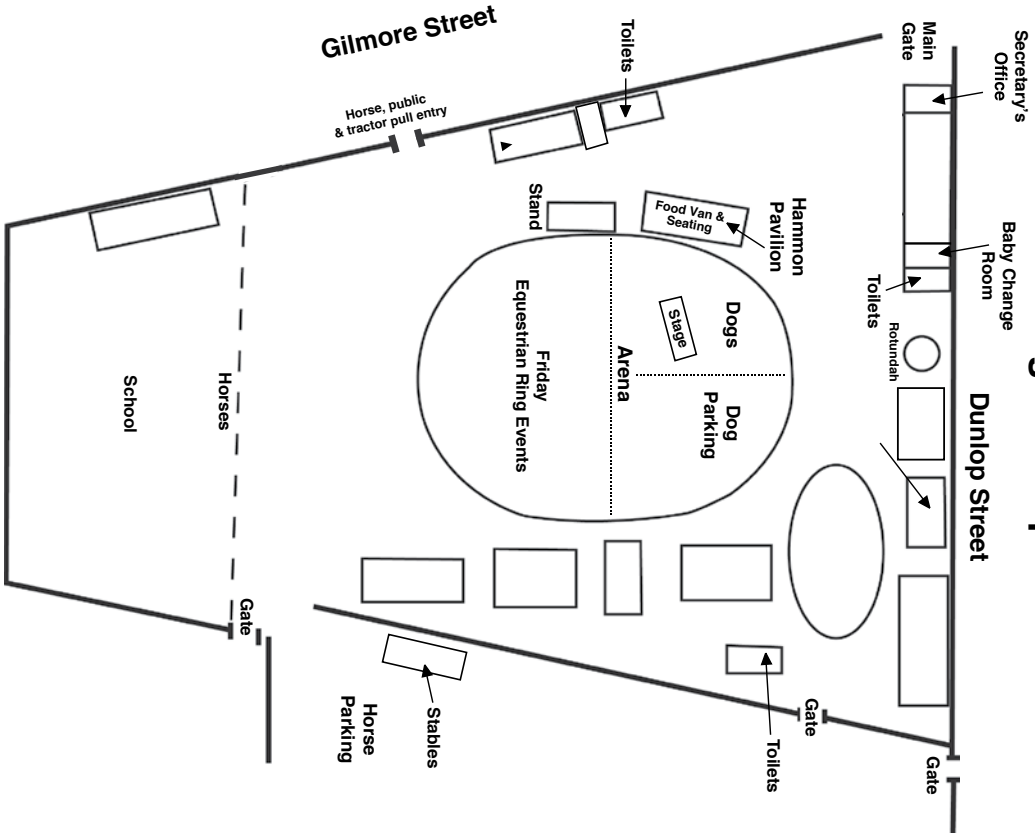 Gilmore Street
Toilets
Main
Gate
Secretary's
Office
Horse, public
& tractor pull entry
Stand
Food Van &
Seating
Hammon
Pavilion
Baby Change
Room
Toilets
Rotundah
Dogs
Stage
Arena
Dog
Parking
Friday
Equestrian Ring Events
Dunlop Street
Horses
School
Gate
Stables
Horse
Parking
Gate
Toilets
Gate